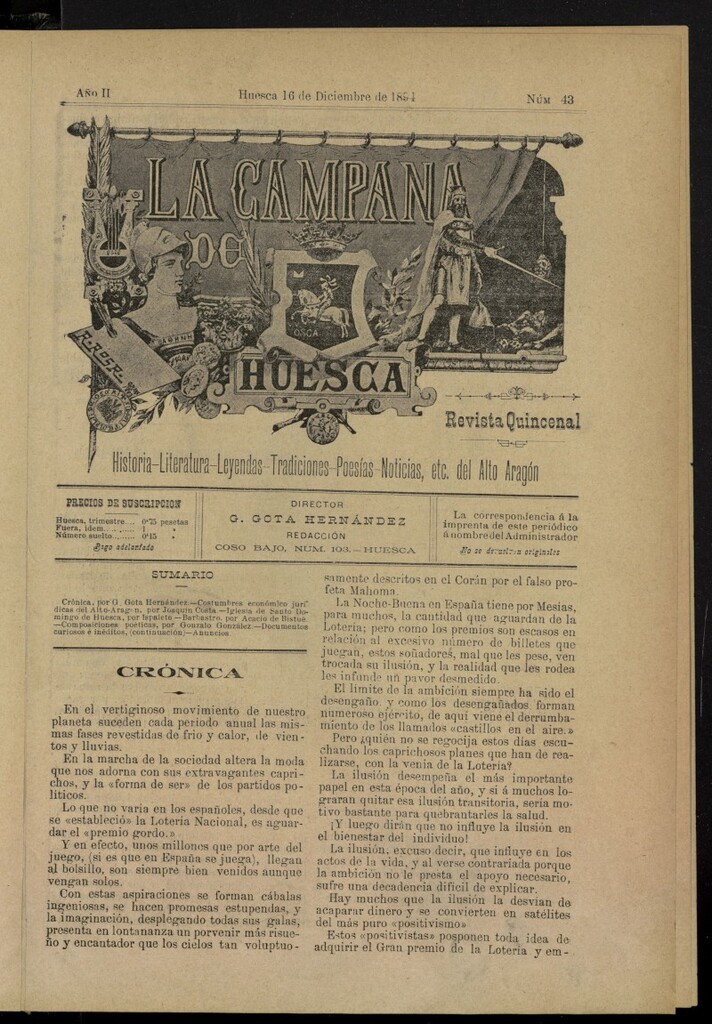 AÑO II
Huesca 16 de Diciembre de 1894
NÚM 43
LA CAMPANA
DE
OSCA
HUESCA
Revista Quincenal
Historia-Literatura-Leyendas-Tradiciones-Poesías-Noticias, etc. del Alto Aragón
PRECIOS DE SUSCRIPCION
Huesca, trimestre.... 0'75 pesetas
Fuera, idem........ 1 »
Número suelto...... 0'15 »
Pago adelantado
DIRECTOR
G. GOTA HERNÁNDEZ
REDACCIÓN
COSO BAJO, NUM. 103.—HUESCA
La correspondencia á la
imprenta de este periódico
á nombre del Administrador
No se devuelven originales
SUMARIO
Crónica, por G. Gota Hernández.—Costumbres económico jurí-
dicas del Alto-Aragón, por Joaquín Costa.—Iglesia de Santo Do-
mingo de Huesca, por Ispalete.—Barbastro, por Acacio de Bistué.
—Composiciones poéticas, por Gonzalo González.—Documentos
curiosos e inéditos, (continuación)—Anuncios
CRÓNICA
En el vertiginoso movimiento de nuestro
planeta suceden cada periodo anual las mis-
mas fases revestidas de frio y calor, de vien-
tos y lluvias.
En la marcha de la sociedad altera la moda
que nos adorna con sus extravagantes capri-
chos, y la «forma de ser» de los partidos po-
líticos.
Lo que no varia en los españoles, desde que
se «estableció» la Lotería Nacional, es aguar-
dar el «premio gordo.»
Y en efecto, unos millones que por arte del
juego, (si es que en España se juega), llegan
al bolsillo, son siempre bien venidos aunque
vengan solos.
Con estas aspiraciones se forman cábalas
ingeniosas, se hacen promesas estupendas, y
la imaginación, desplegando todas sus galas,
presenta en lontananza un porvenir más risue-
ño y encantador que los cielos tan voluptuo-
samente descritos en el Corán por el falso pro-
feta Mahoma.
La Noche-Buena en España tiene por Mesías,
para muchos, la cantidad que aguardan de la
Lotería; pero como los premios son escasos en
relación al excesivo número de billetes que
juegan, estos soñadores, mal que les pese, ven
trocada su ilusión, y la realidad que les rodea
les infunde un pavor desmedido.
El limite de la ambición siempre ha sido el
desengaño y como los desengañados forman
numeroso ejército, de aquí viene el derrumba-
miento de los llamados «castillos en el aire.»
Pero ¿quién no se regocija estos días escu-
chando los caprichosos planes que han de rea-
lizarse, con la venia de la Lotería?
La ilusión desempeña el más importante
papel en esta época del año, y si á muchos lo-
graran quitar esa ilusión transitoria, sería mo-
tivo bastante para quebrantarles la salud.
¡Y luego dirán que no influye la ilusión en
el bienestar del individuo!
La ilusión, excuso decir, que influye en los
actos de la vida, y al verse contrariada porque
la ambición no le presta el apoyo necesario,
sufre una decadencia dificil de explicar.
Hay muchos que la ilusión la desvian de
acaparar dinero y se convierten en satélites
del más puro «positivismo»
Estos «positivistas» posponen toda idea de
adquirir el Gran premio de la Lotería y em-